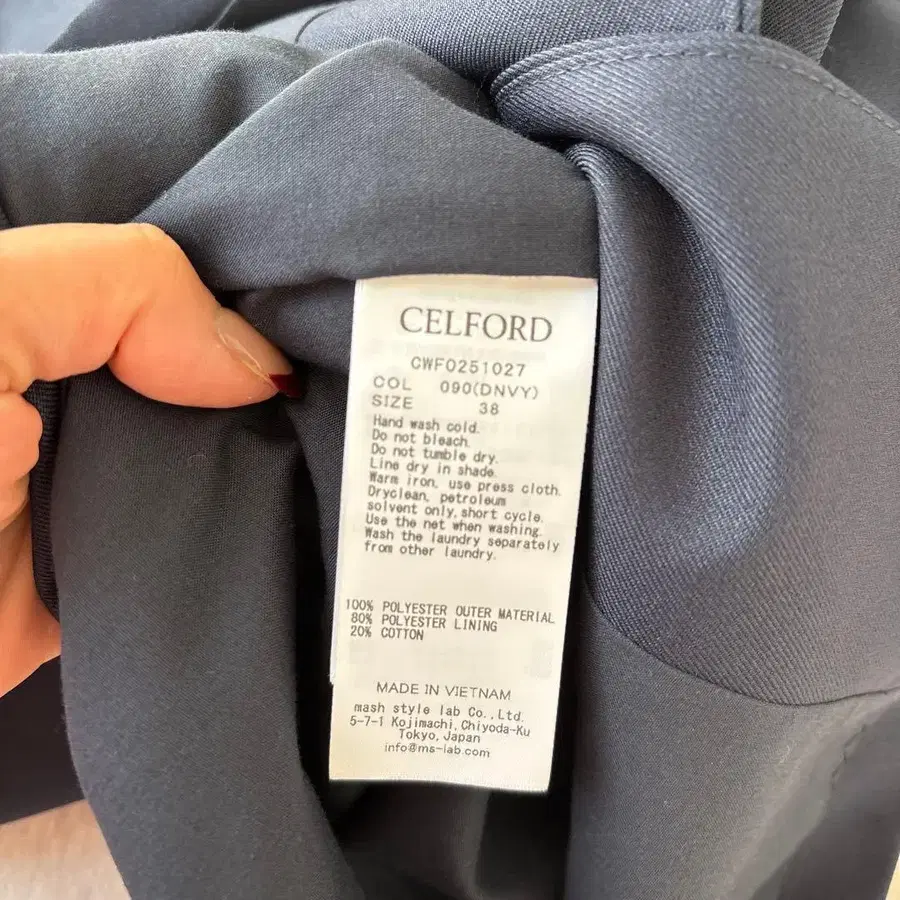 CELFORD
CWF0251027
COL 090(DNVY)
SIZE 38
Hand wash cold.
Do not bleach.
Do not tumble dry.
Line dry in shade.
Warm iron, use press cloth.
Dryclean, petroleum
solvent only, short cycle.
Use the net when washing.
Wash the laundry separately
from other laundry.
100% POLYESTER OUTER MATERIAL
80% POLYESTER LINING
20% COTTON
MADE IN VIETNAM
mash style lab Co.,Ltd.
5-7-1 Kojimachi,Chiyoda-Ku
Tokyo,Japan
info@ms-lab.com